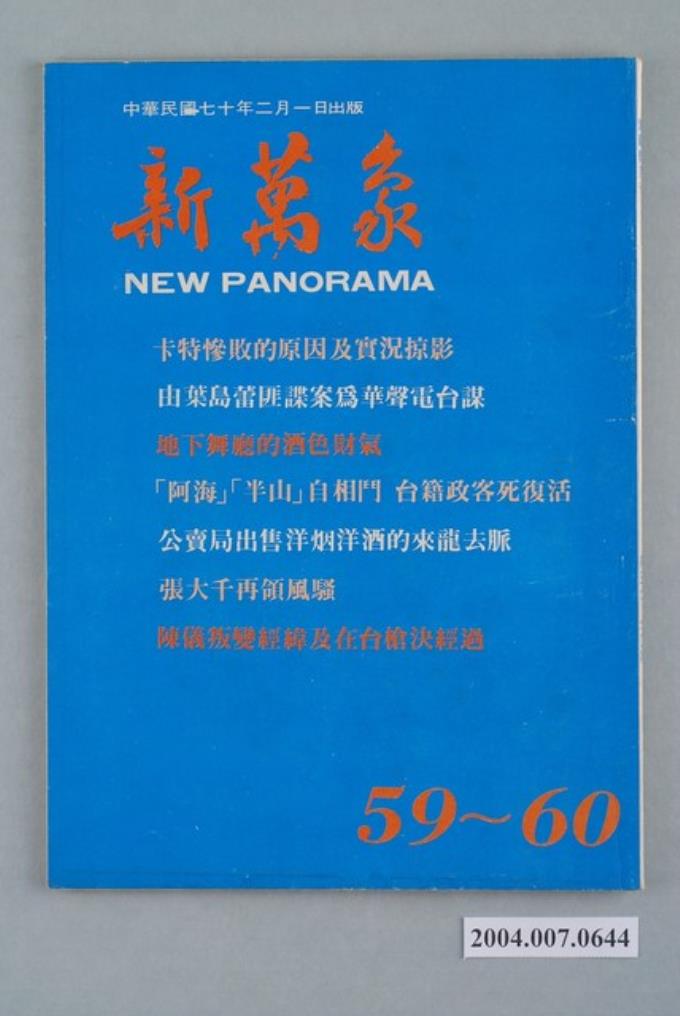 中華民國七十年二月一日出版
新萬象
NEW PANORAMA
卡特慘敗的原因及實況掠影
由葉島蕾匪諜案爲華聲電台謀
地下舞廳的酒色財氣
「阿海」「半山」自相鬥 台籍政客死復活
公賣局出售洋烟洋酒的來龍去脈
張大千再領風騷
陳儀叛變經緯及在台槍決經過
59～60
2004.007.0644